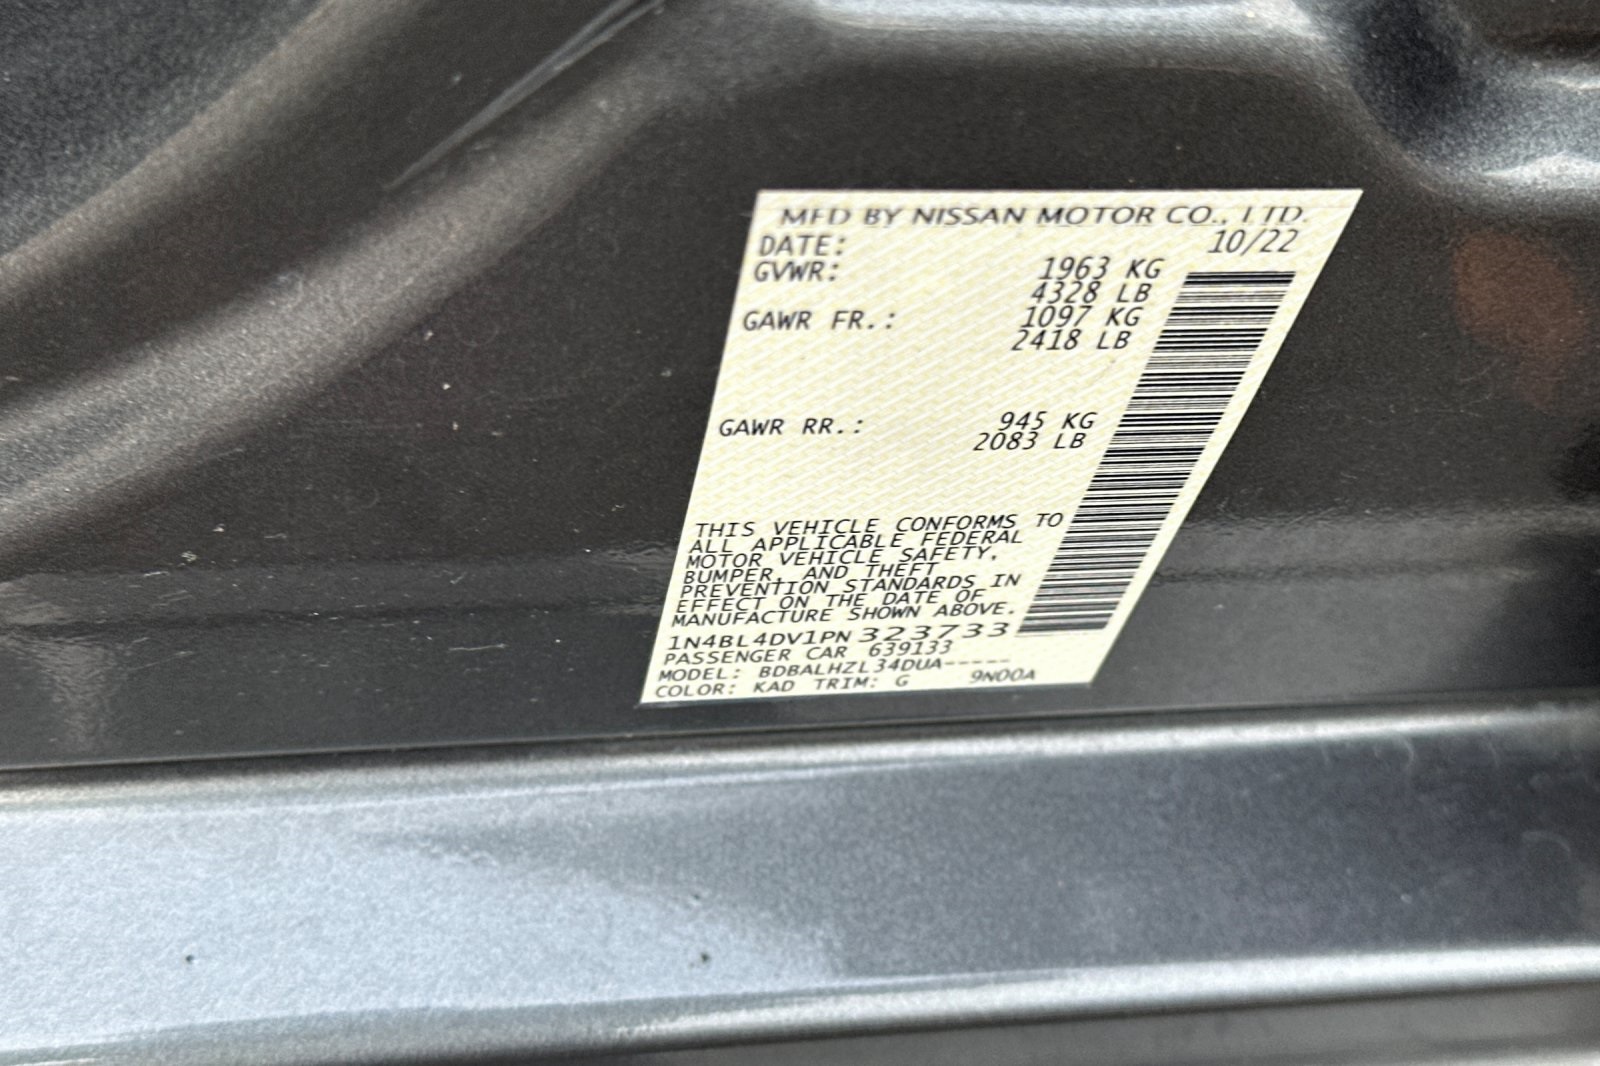 MFD BY NISSAN MOTOR CO., LTD.
DATE: 10/22
GVWR: 1963 KG
4328 LB
GAWR FR.: 1097 KG
2418 LB
GAWR RR.: 945 KG
2083 LB
THIS VEHICLE CONFORMS TO
ALL APPLICABLE FEDERAL
MOTOR VEHICLE SAFETY,
BUMPER, AND THEFT
PREVENTION STANDARDS IN
EFFECT ON THE DATE OF
MANUFACTURE SHOWN ABOVE.
1N4BL4DV1PN323733
PASSENGER CAR 639133
MODEL: BDBALHZL34DUA-----
COLOR: KAD TRIM: G 9N00A